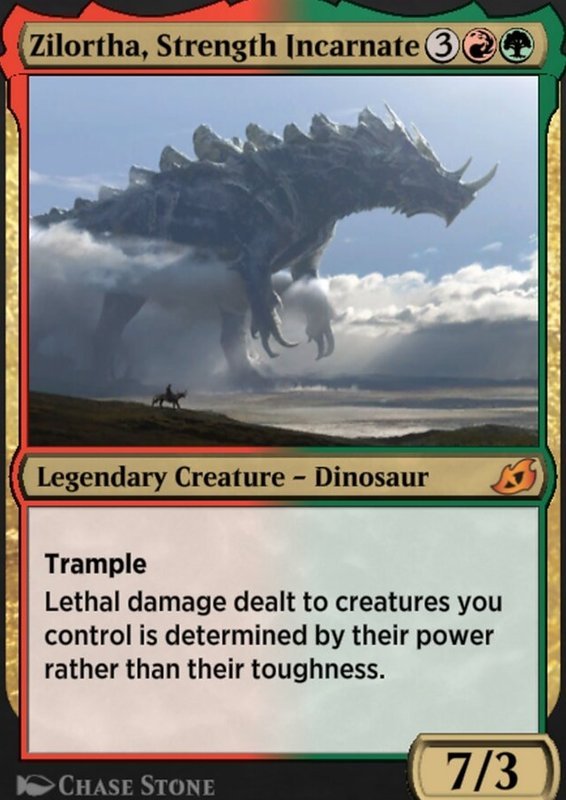 Zilortha, Strength Incarnate 3
Legendary Creature – Dinosaur
Trample
Lethal damage dealt to creatures you
control is determined by their power
rather than their toughness.
7/3
CHASE STONE